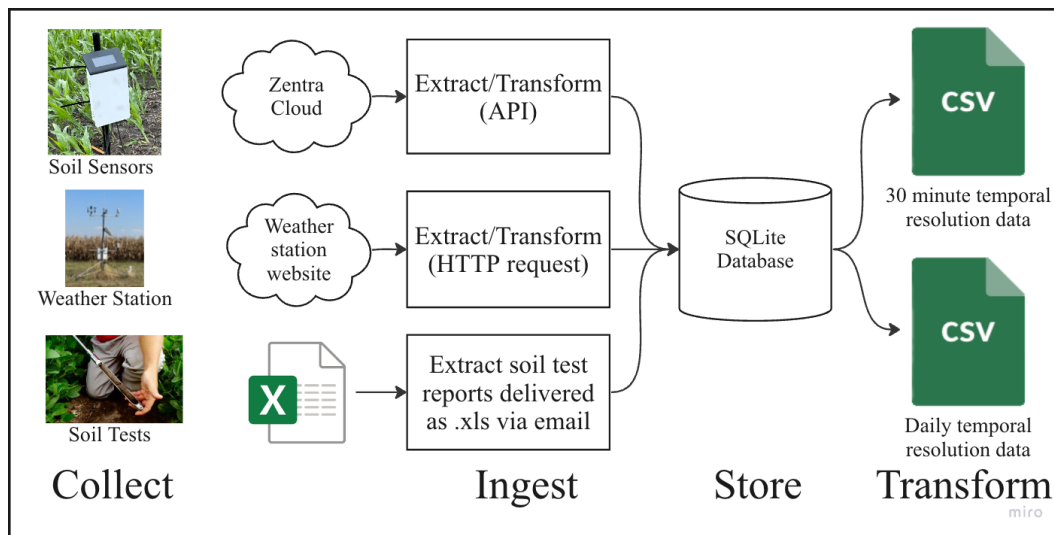 Soil Sensors
Weather Station
Soil Tests
Collect
Zentra
Cloud
Extract/Transform
(API)
Weather
station
website
Extract/Transform
(HTTP request)
X
Extract soil test
reports delivered
as .xls via email
Ingest
SQLite
Database
Store
CSV
30 minute temporal
resolution data
CSV
Daily temporal
resolution data
Transform
miro